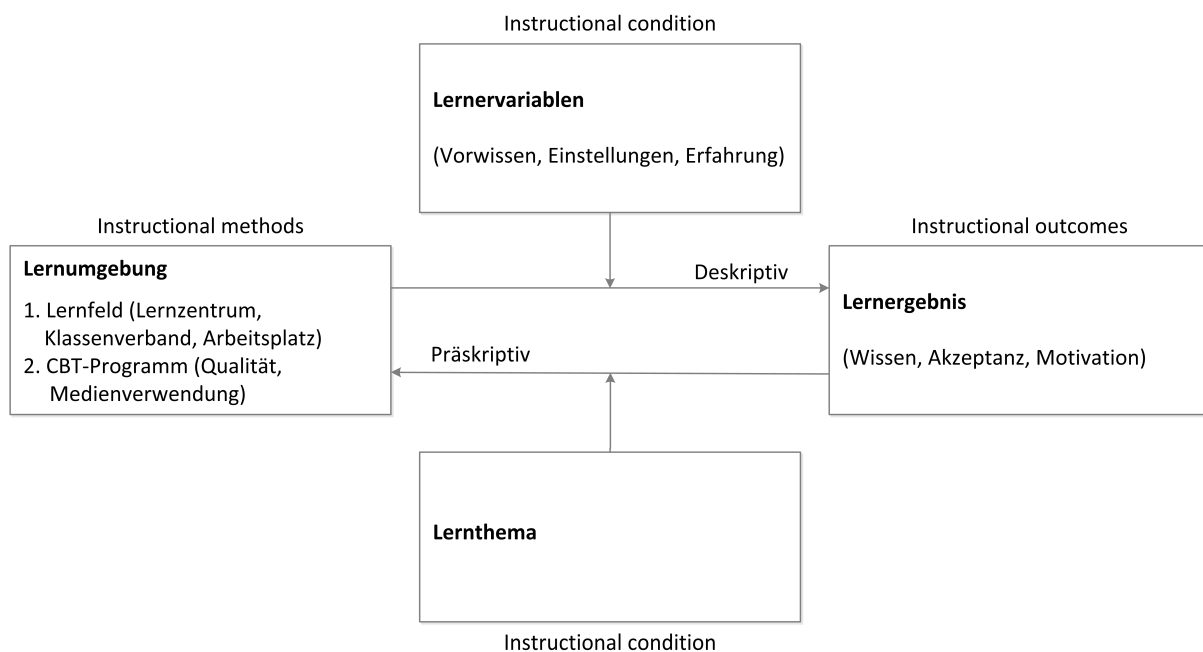 Instructional condition
Lernervariablen
(Vorwissen, Einstellungen, Erfahrung)
Instructional methods
Lernumgebung
1. Lernfeld (Lernzentrum,
Klassenverband, Arbeitsplatz)
2. CBT-Programm (Qualität,
Medienverwendung)
Deskriptiv
Präskriptiv
Instructional outcomes
Lernergebnis
(Wissen, Akzeptanz, Motivation)
Lernthema
Instructional condition